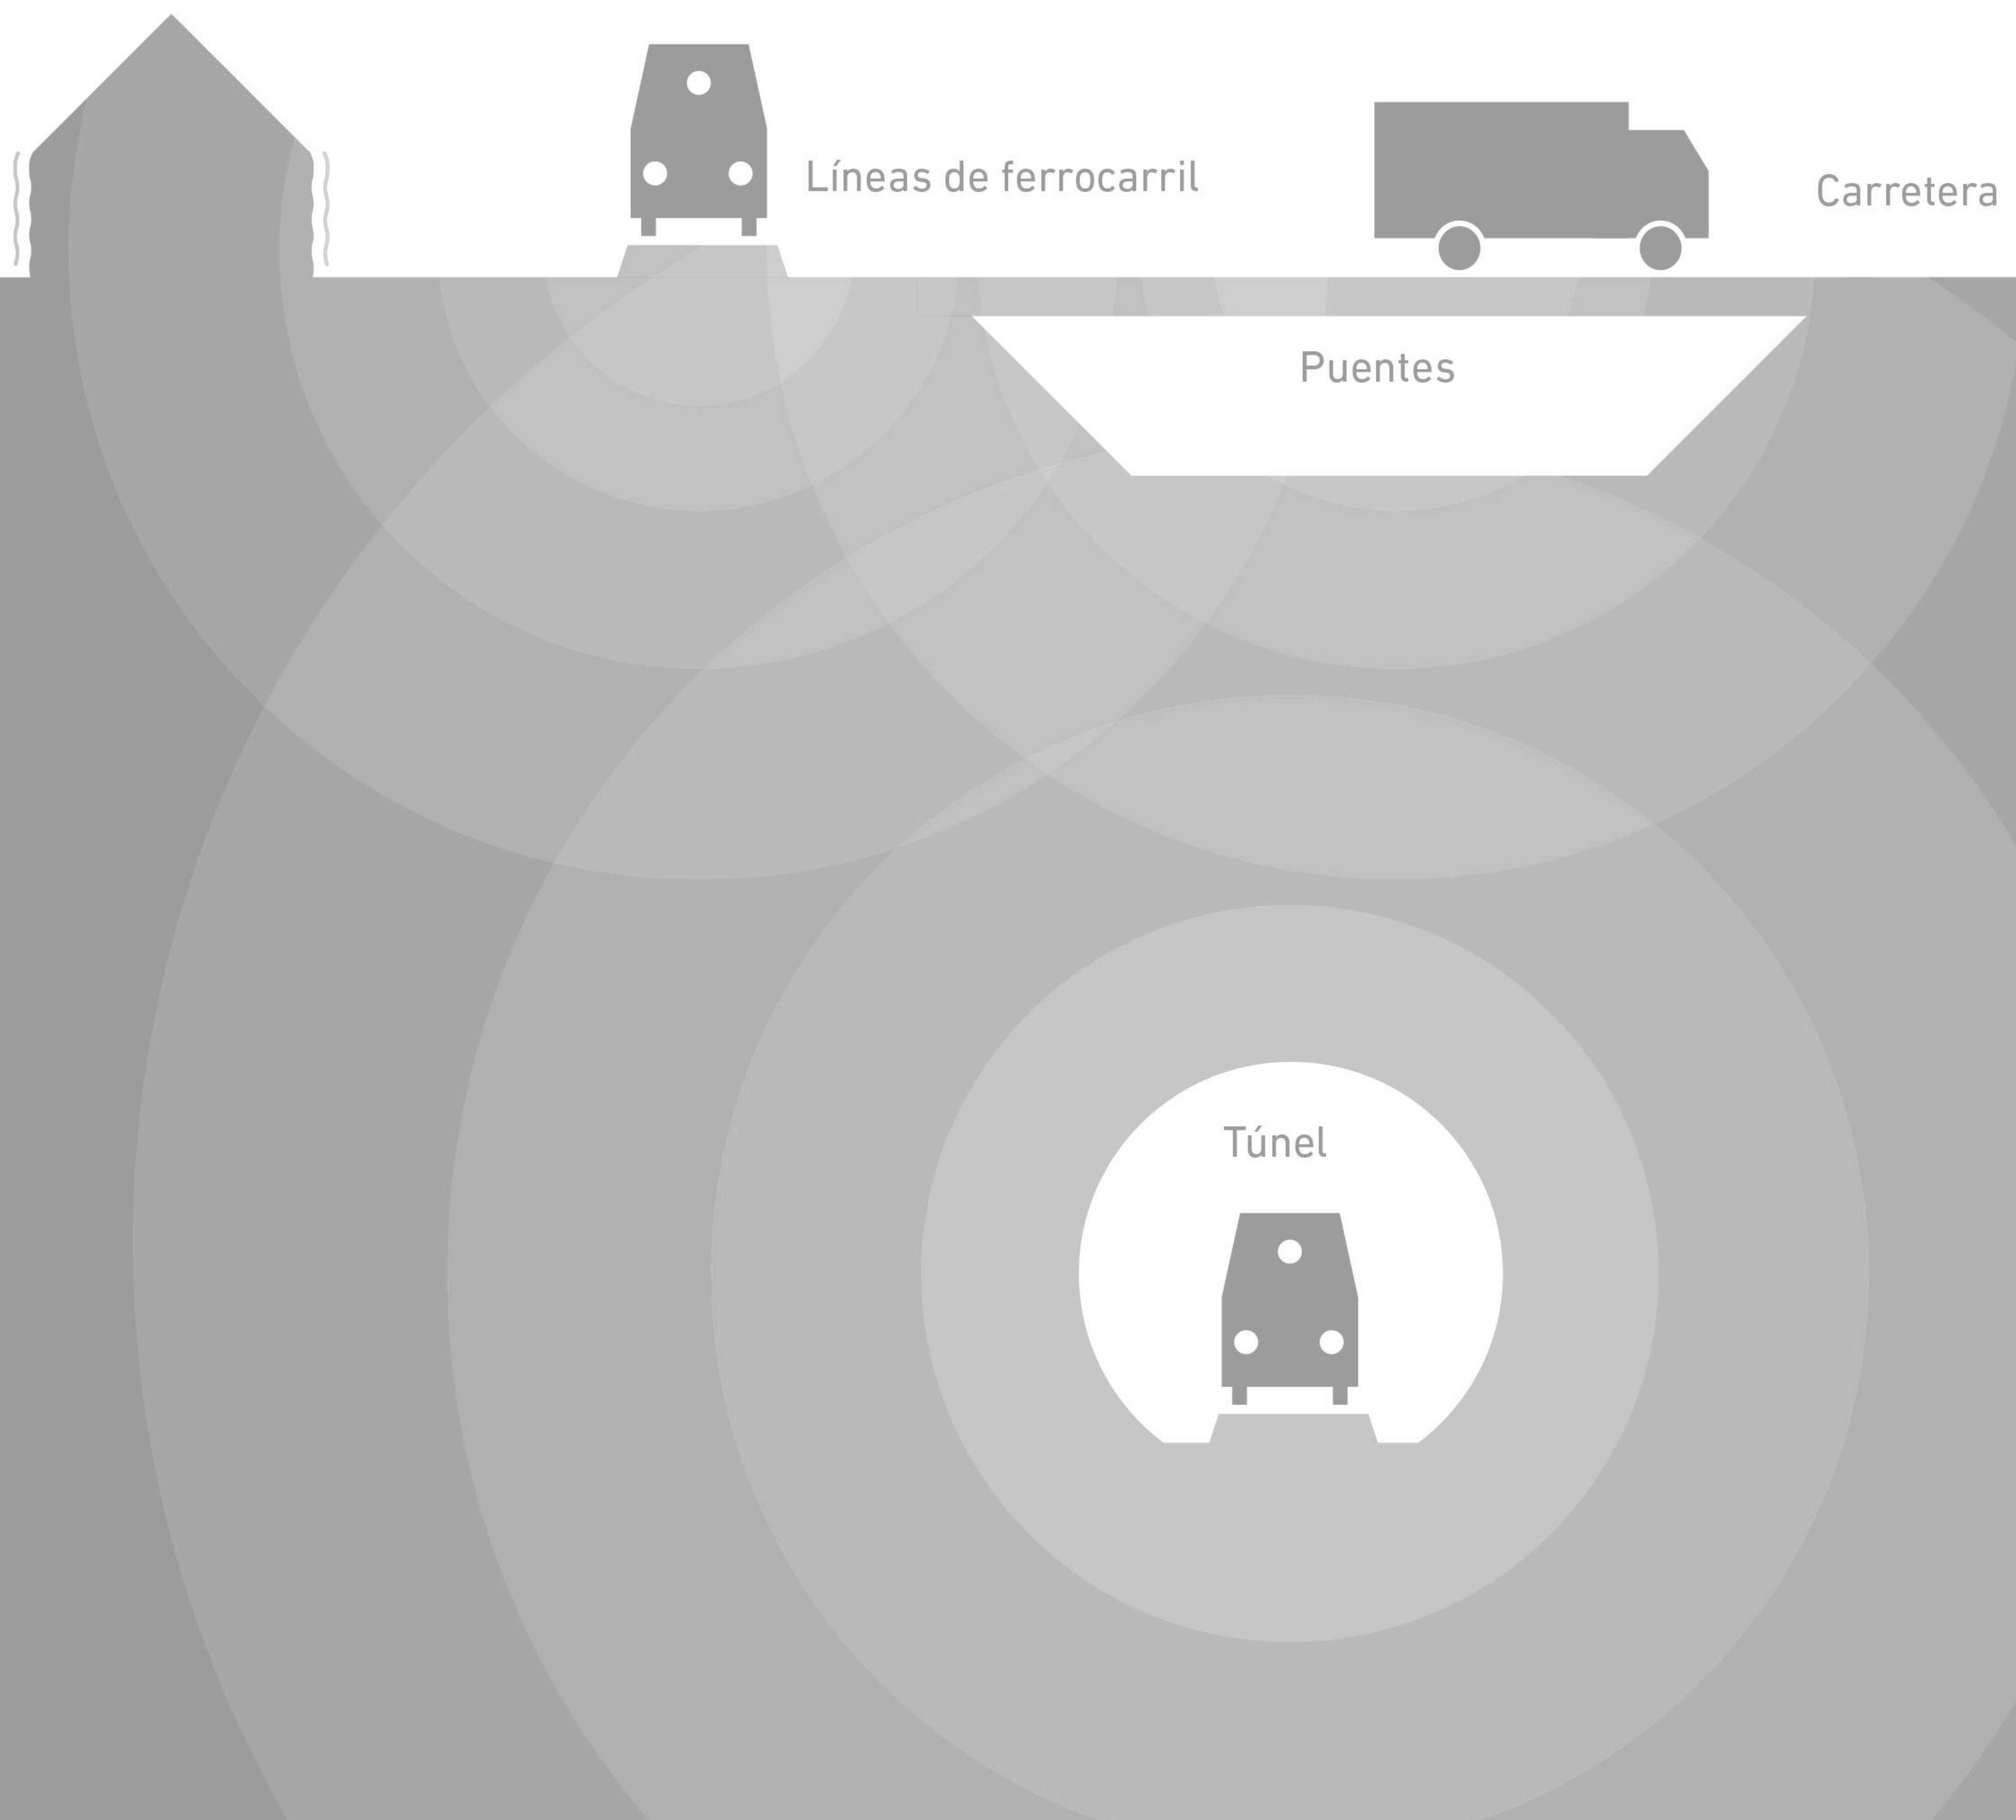 Líneas de ferrocarril
Carretera
Puentes
Túnel